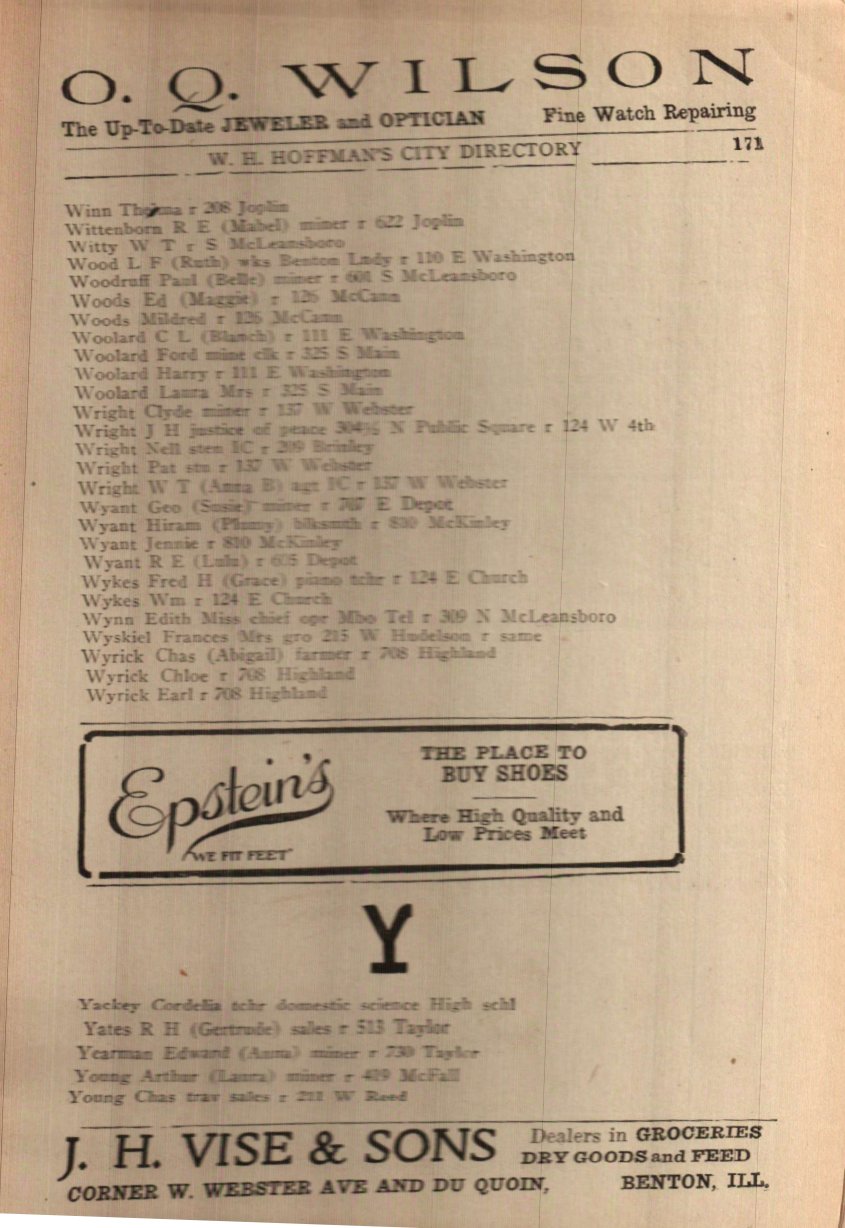 O. Q. WILSON
The Up-To-Date JEWELER and OPTICIAN Fine Watch Repairing
W. H. HOFFMAN'S CITY DIRECTORY 171
Winn Thelma r 208 Joplin
Wittenborn R E (Mabel) miner r 622 Joplin
Witty W T r S McLeansboro
Wood L F (Ruth) wks Benton Lndy r 110 E Washington
Woodruff Paul (Belle) miner r 601 S McLeansboro
Woods Ed (Maggie) r 126 McCann
Woods Mildred r 126 McCann
Woolard C L (Blanch) r 111 E Washington
Woolard Ford mine clk r 325 S Main
Woolard Harry r 111 E Washington
Woolard Laura Mrs r 325 S Main
Wright Clyde miner r 137 W Webster
Wright J H justice of peace 304½ N Public Square r 124 W 4th
Wright Nell sten IC r 209 Brinley
Wright Pat stu r 137 W Webster
Wright W T (Anna B) agt IC r 137 W Webster
Wyant Geo (Susie) miner r 707 E Depot
Wyant Hiram (Plumy) blksmth r 810 McKinley
Wyant Jennie r 810 McKinley
Wyant R E (Lulu) r 605 Depot
Wykes Fred H (Grace) piano tchr r 124 E Church
Wykes Wm r 124 E Church
Wynn Edith Miss chief opr Mbo Tel r 309 N McLeansboro
Wyskiel Frances Mrs gro 215 W Hudelson r same
Wyrick Chas (Abigail) farmer r 708 Highland
Wyrick Chloe r 708 Highland
Wyrick Earl r 708 Highland
Epstein's
"WE FIT FEET"
THE PLACE TO
BUY SHOES
Where High Quality and
Low Prices Meet
Y
Yackey Cordelia tchr domestic science High schl
Yates R H (Gertrude) sales r 513 Taylor
Yearman Edward (Anna) miner r 730 Taylor
Young Arthur (Laura) miner r 419 McFall
Young Chas trav sales r 211 W Reed
J. H. VISE & SONS Dealers in GROCERIES
DRY GOODS and FEED
CORNER W. WEBSTER AVE AND DU QUOIN, BENTON, ILL.